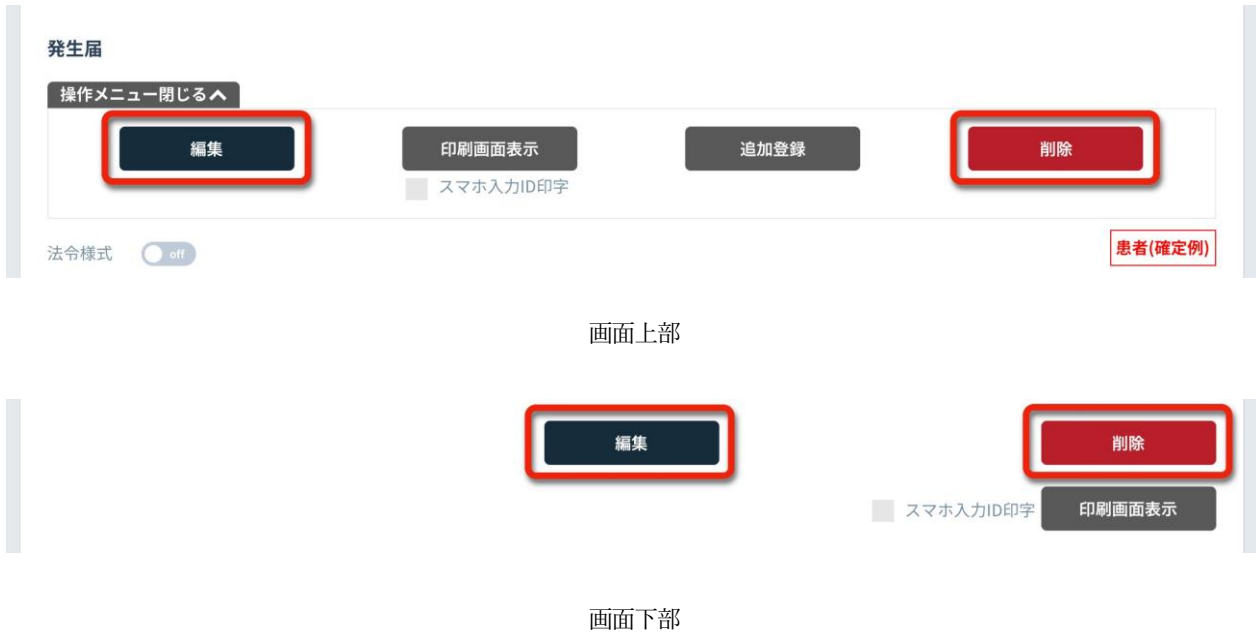 発生届
操作メニュー閉じる
編集 印刷画面表示 追加登録 削除
スマホ入力ID印字
法令様式 off 患者(確定例)
画面上部
編集 削除
スマホ入力ID印字 印刷画面表示
画面下部